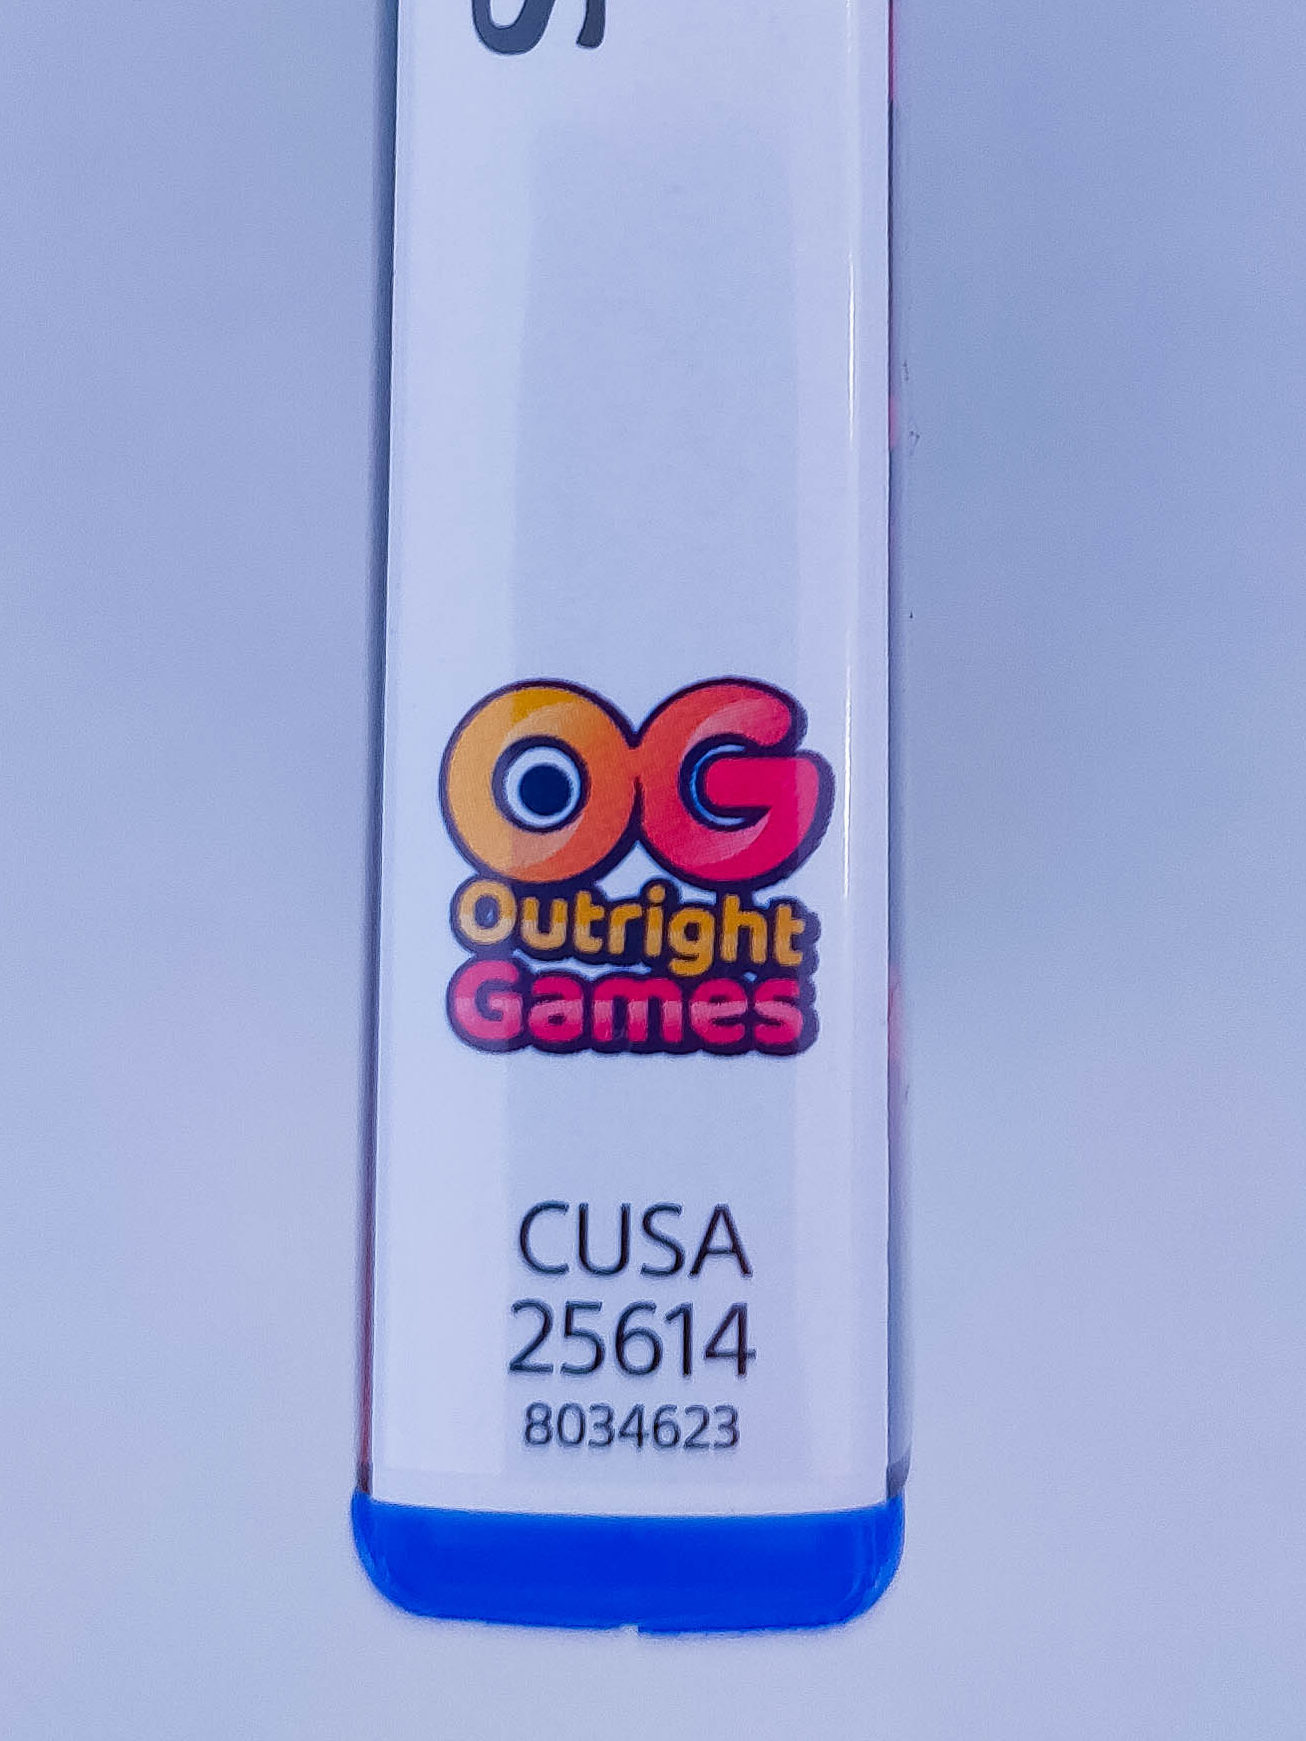 S
OG
Outright
Games
CUSA
25614
8034623